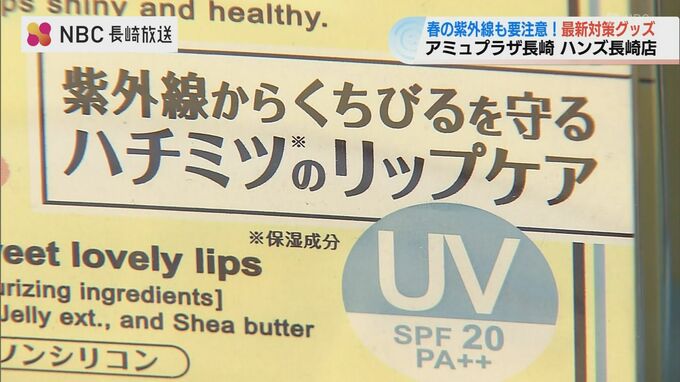 ps shiny and healthy.
NBC 長崎放送
春の紫外線も要注意！最新対策グッズ
アミュプラザ長崎 ハンズ長崎店
紫外線からくちびるを守る
ハチミツ※のリップケア
※保湿成分
eet lovely lips
urizing ingredients]
Jelly ext., and Shea butter
ノンシリコン
UV
SPF 20
PA++